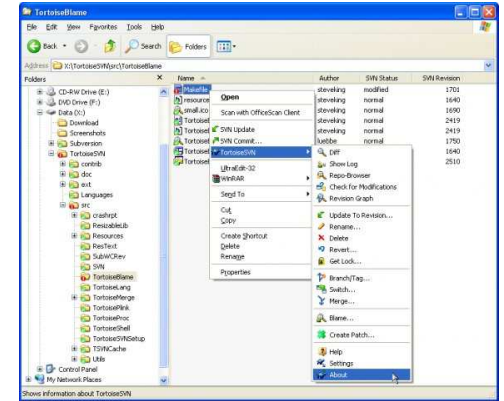 TortoiseBlame
File Edit View Favorites Tools Help
Back Search Folders
Address X:\TortoiseSVN\src\TortoiseBlame
Folders × Name Author SVN Status SVN Revision
CD-RW Drive (E:)
DVD Drive (F:)
Data (X:)
Download
Screenshots
Subversion
TortoiseSVN
contrib
doc
ext
Languages
src
crashrpt
ResizableLib
Resources
ResText
SubWCRev
SVN
TortoiseBlame
TortoiseLang
TortoiseMerge
TortoisePlink
TortoiseProc
TortoiseShell
TortoiseSVNSetup
TSVNCache
Utils
Control Panel
My Network Places
Makefile steveking modified 1701
resource steveking normal 1640
small.ico steveking normal 1690
Tortoise steveking normal 2419
Tortoise steveking normal 2419
Tortoise luebbe normal 1750
Tortoise 1640
Tortoise 2510
Open
Scan with OfficeScan Client
SVN Update
SVN Commit...
TortoiseSVN
UltraEdit-32
WinRAR
Send To
Cut
Copy
Create Shortcut
Delete
Rename
Properties
Diff
Show Log
Repo-Browser
Check for Modifications
Revision Graph
Update To Revision...
Rename...
Delete
Revert...
Get Lock...
Branch/Tag...
Switch...
Merge...
Blame...
Create Patch...
Help
Settings
About
Shows information about TortoiseSVN